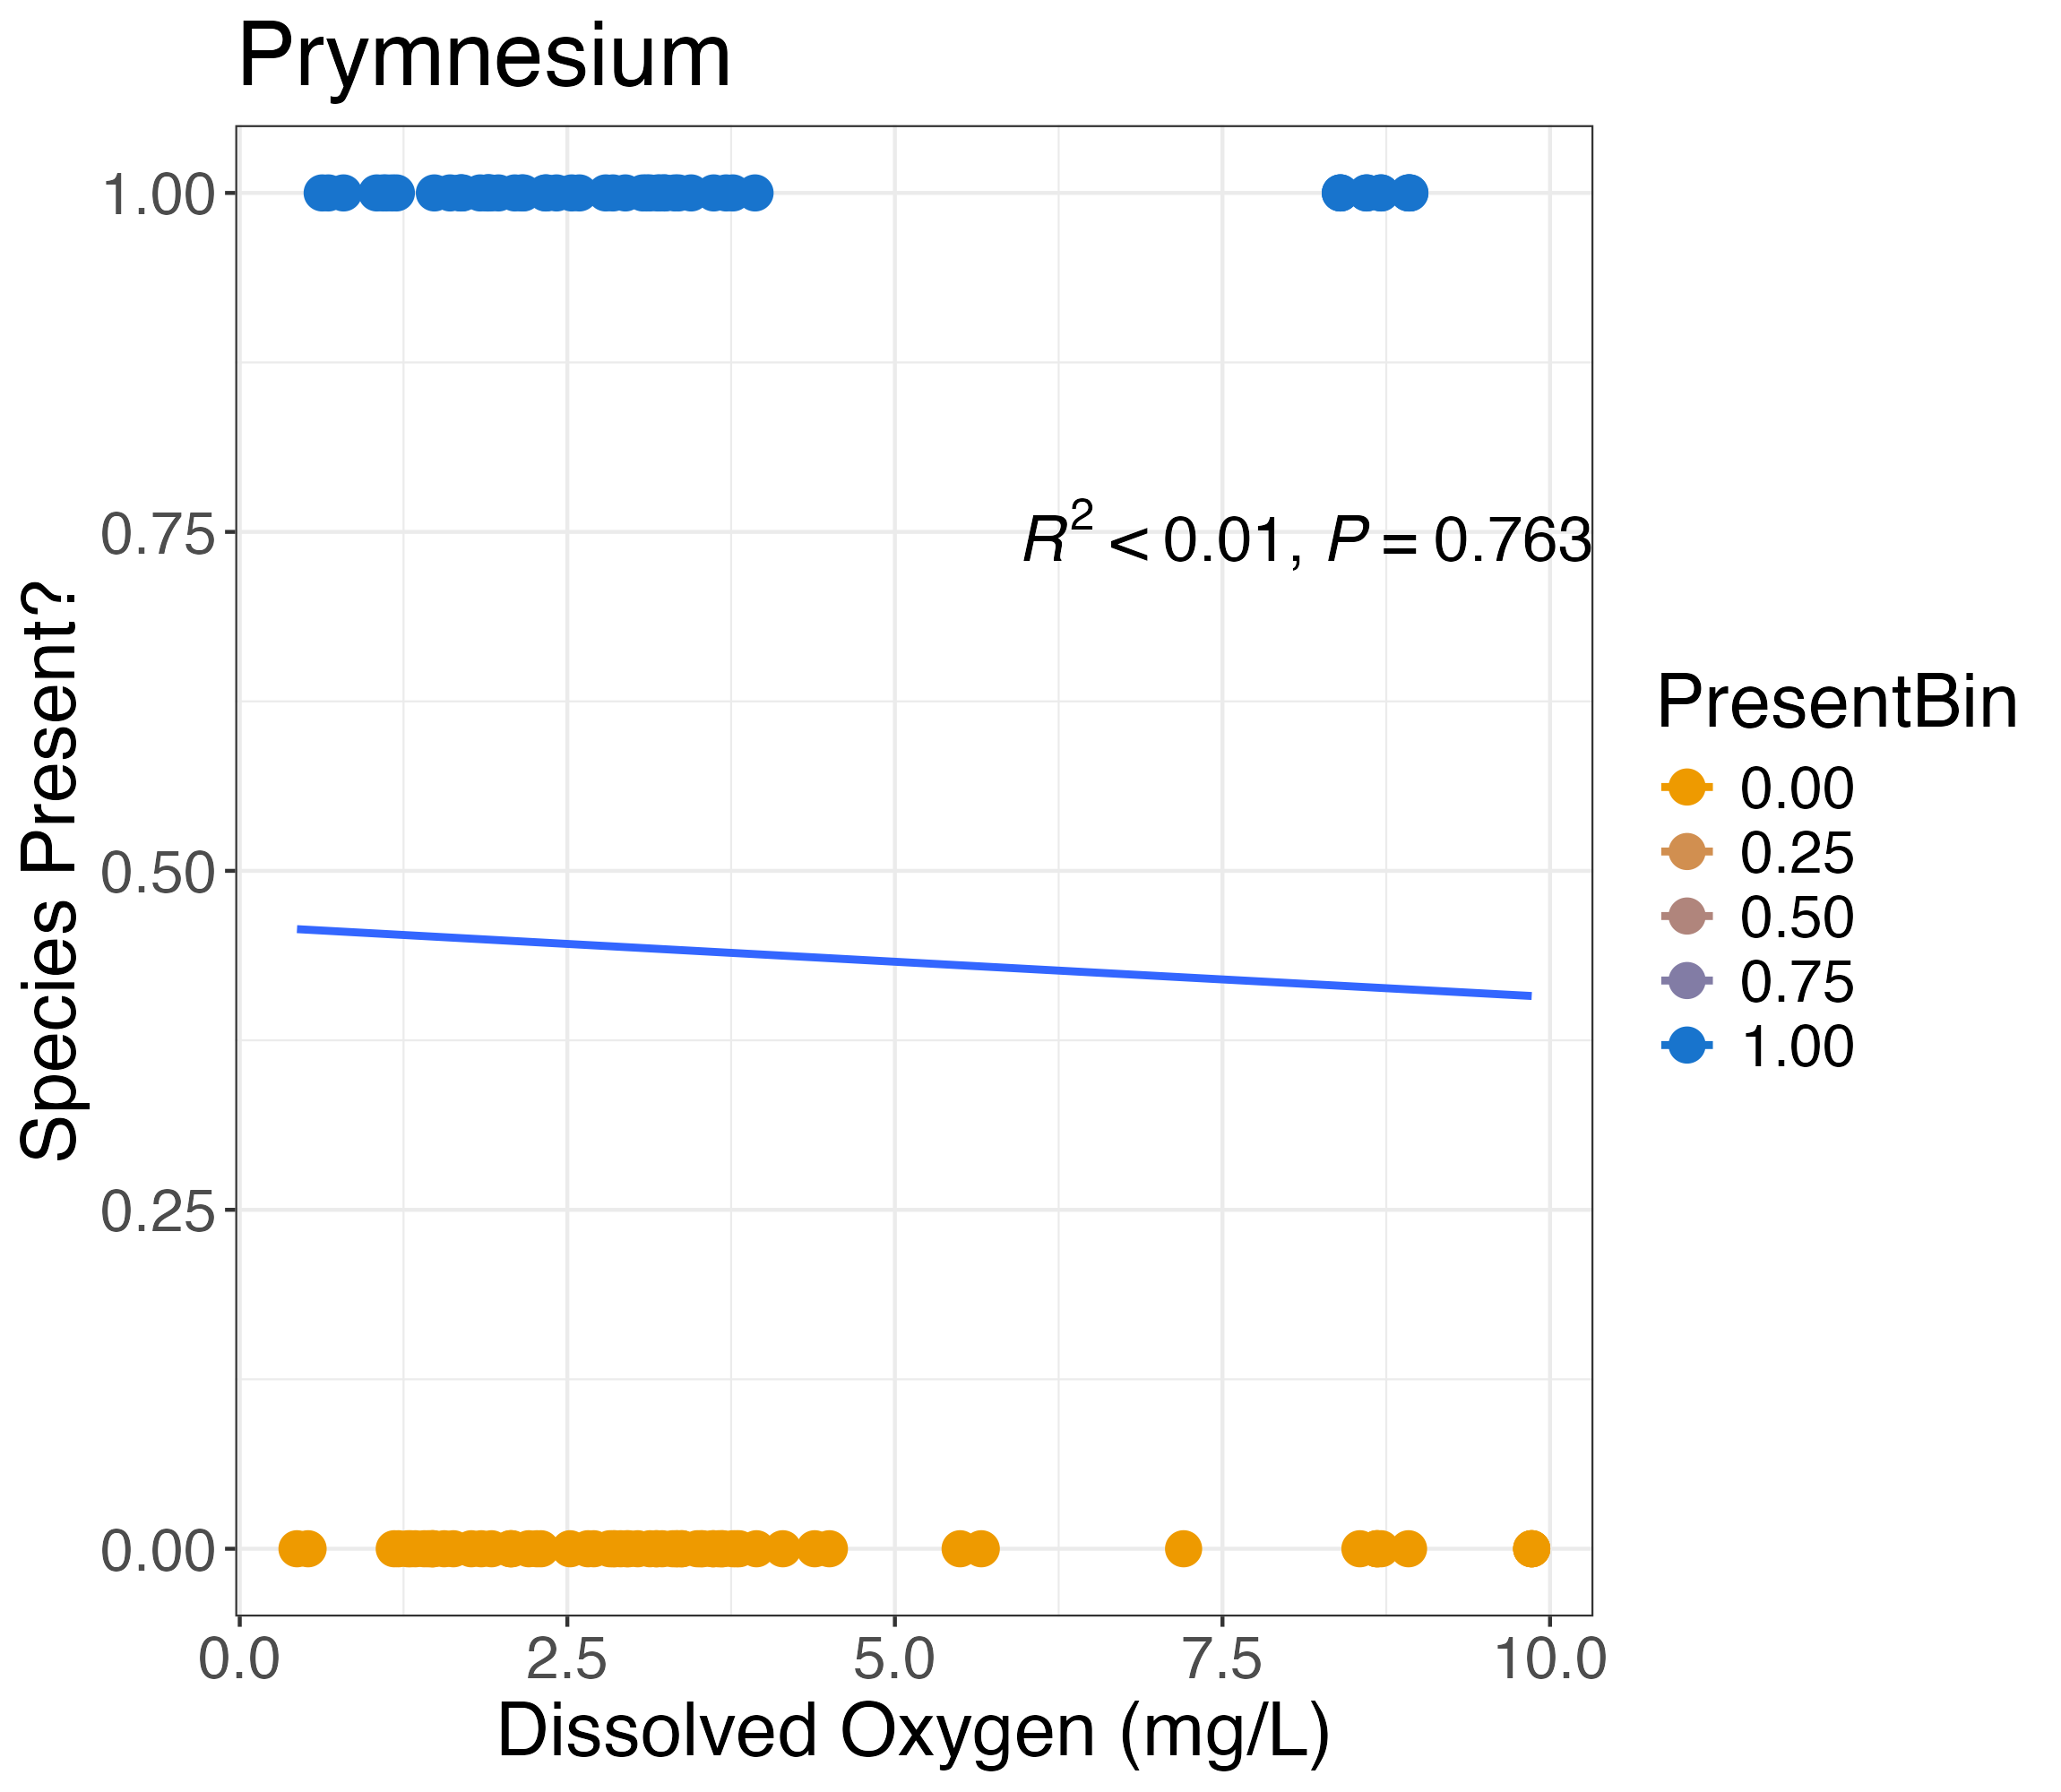 Prymnesium
1.00
0.75
0.50
0.25
0.00
Species Present?
R² < 0.01, P = 0.763
0.0 2.5 5.0 7.5 10.0
Dissolved Oxygen (mg/L)
PresentBin
0.00
0.25
0.50
0.75
1.00